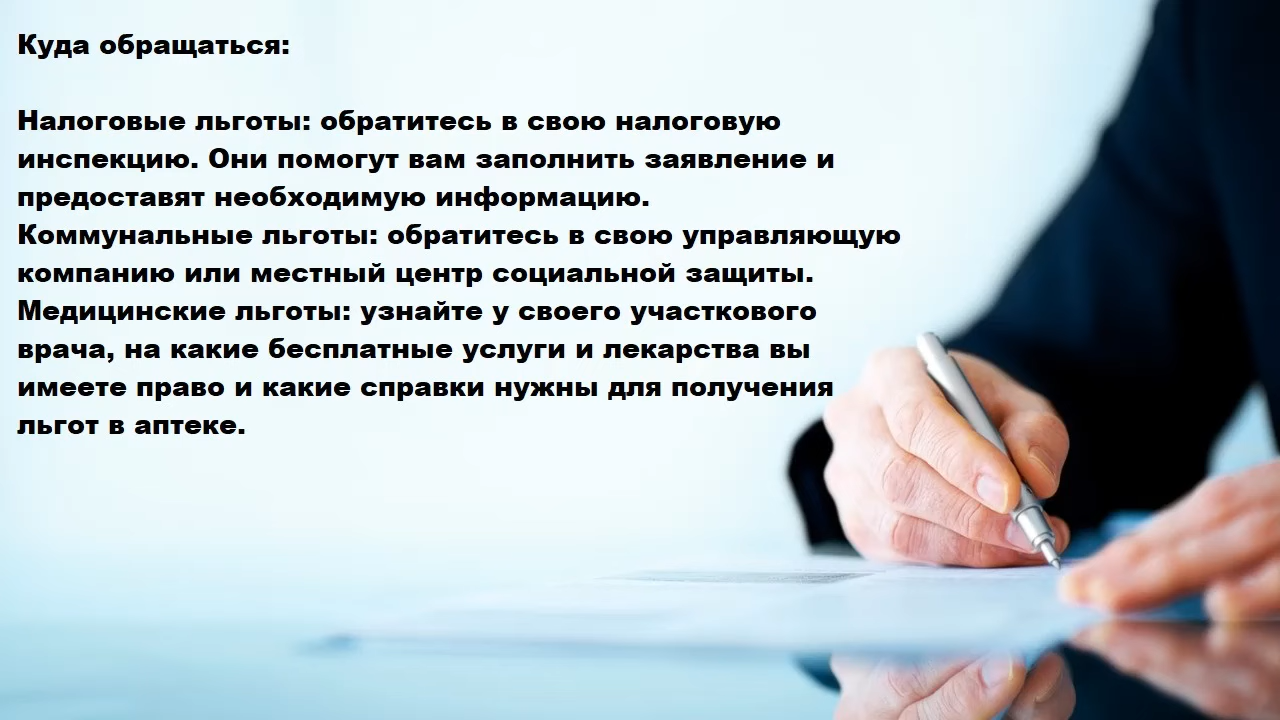 Куда обращаться:
Налоговые льготы: обратитесь в свою налоговую
инспекцию. Они помогут вам заполнить заявление и
предоставят необходимую информацию.
Коммунальные льготы: обратитесь в свою управляющую
компанию или местный центр социальной защиты.
Медицинские льготы: узнайте у своего участкового
врача, на какие бесплатные услуги и лекарства вы
имеете право и какие справки нужны для получения
льгот в аптеке.